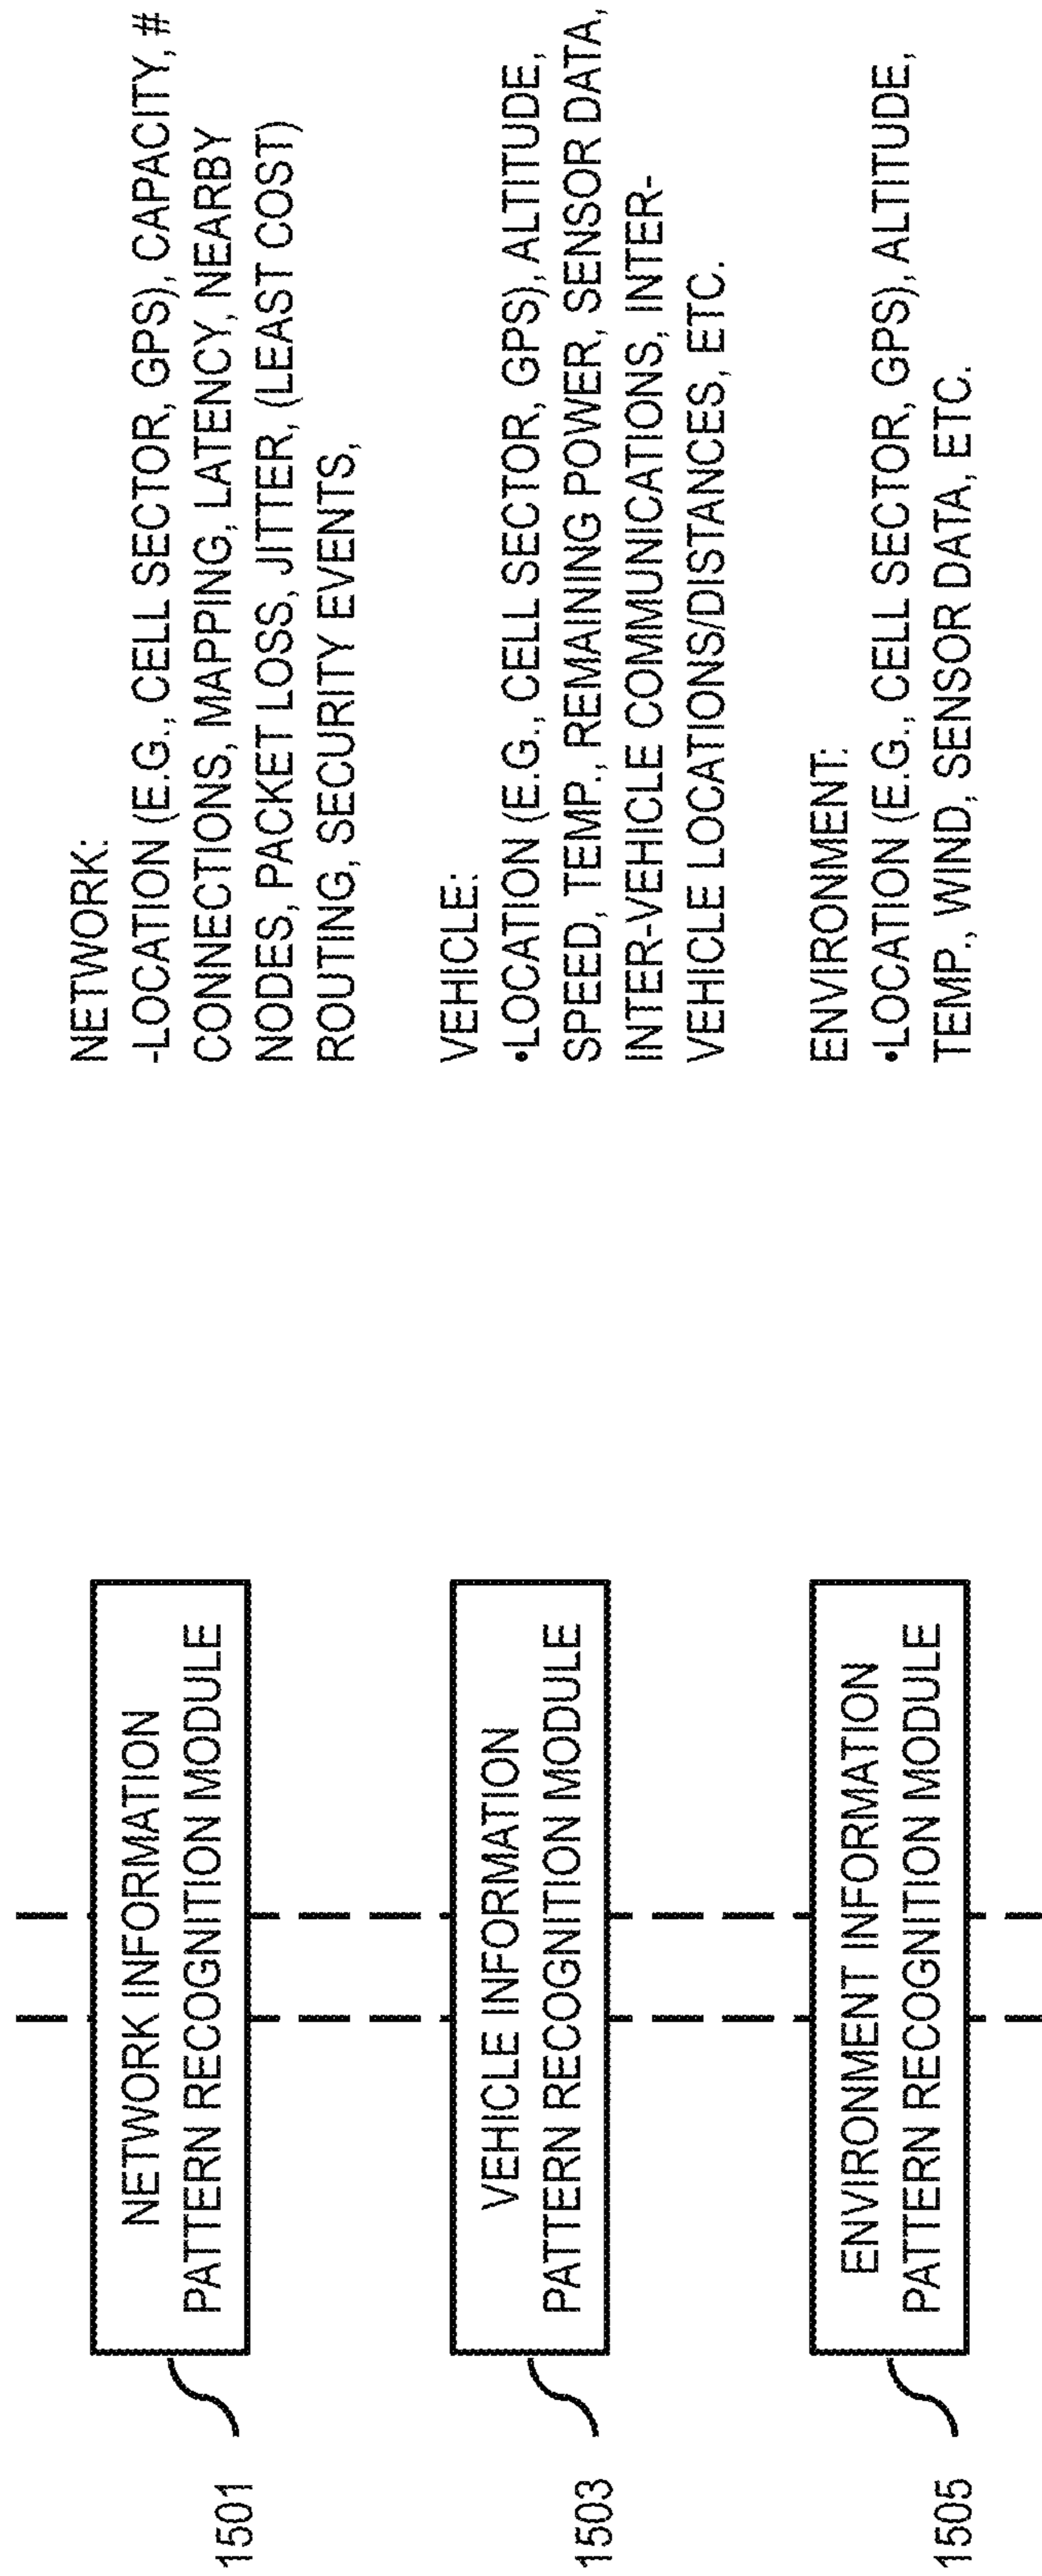 1501
NETWORK INFORMATION
PATTERN RECOGNITION MODULE
NETWORK:
-LOCATION (E.G., CELL SECTOR, GPS), CAPACITY, #
CONNECTIONS, MAPPING, LATENCY, NEARBY
NODES, PACKET LOSS, JITTER, (LEAST COST)
ROUTING, SECURITY EVENTS,
1503
VEHICLE INFORMATION
PATTERN RECOGNITION MODULE
VEHICLE:
•LOCATION (E.G., CELL SECTOR, GPS), ALTITUDE,
SPEED, TEMP., REMAINING POWER, SENSOR DATA,
INTER-VEHICLE COMMUNICATIONS, INTER-
VEHICLE LOCATIONS/DISTANCES, ETC.
1505
ENVIRONMENT INFORMATION
PATTERN RECOGNITION MODULE
ENVIRONMENT:
•LOCATION (E.G., CELL SECTOR, GPS), ALTITUDE,
TEMP., WIND, SENSOR DATA, ETC.